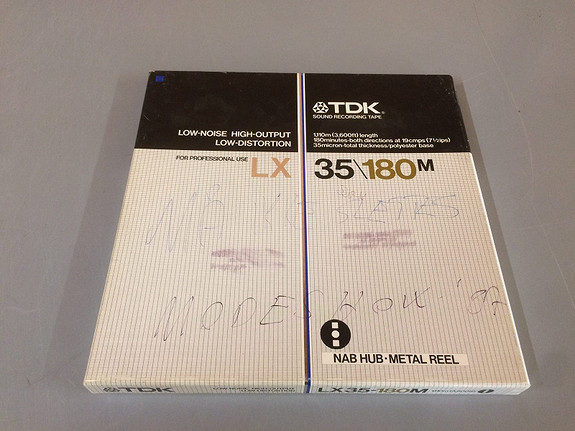 TDK
SOUND RECORDING TAPE
LOW-NOISE HIGH-OUTPUT
LOW-DISTORTION
1,110m (3,600ft) length
180minutes-both directions at 19cmps (7½ips)
35micron-total thickness/polyester base
FOR PROFESSIONAL USE
LX
35\180M
MODESHOW - '
NAB HUB·METAL REEL
TDK
LX35-180M